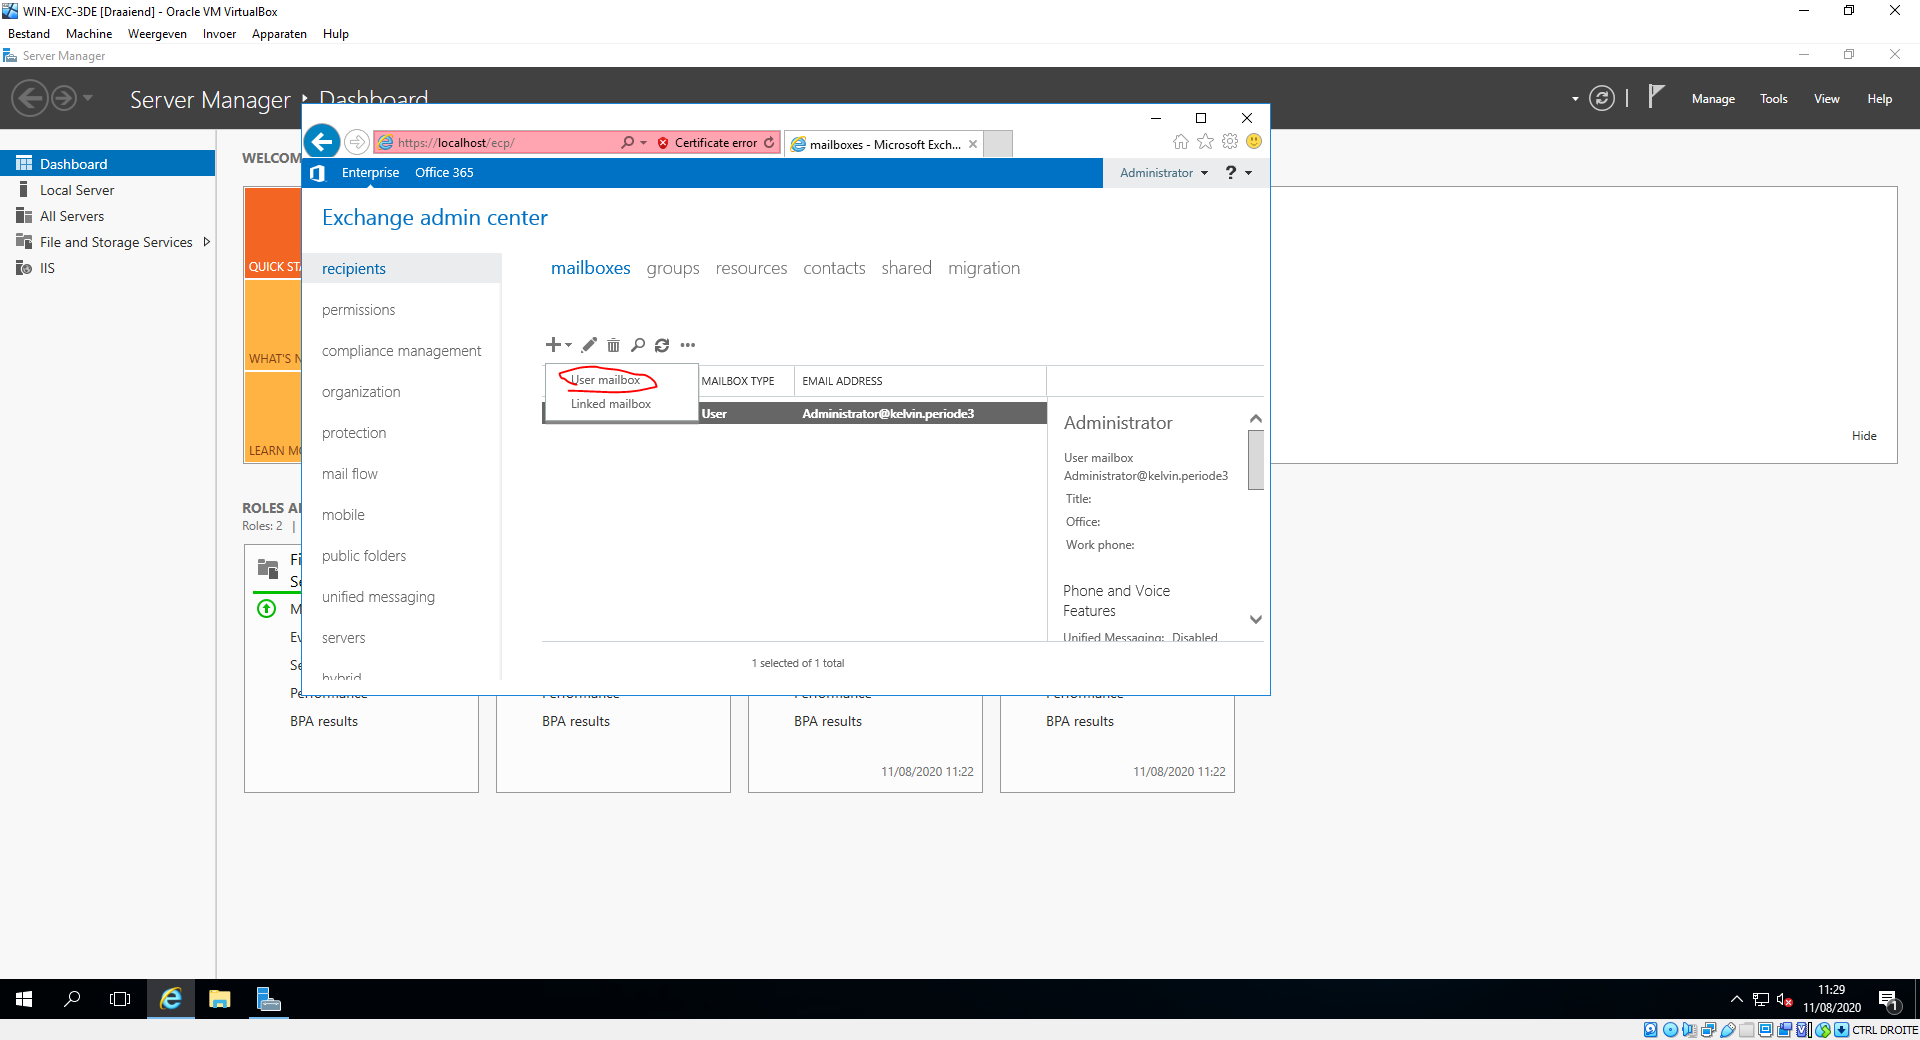 WIN-EXC-3DE [Draaiend] - Oracle VM VirtualBox
Bestand Machine Weergeven Invoer Apparaten Hulp
Server Manager
Server Manager Dashboard
Manage Tools View Help
https://localhost/ecp/ Certificate error mailboxes - Microsoft Exch...
Enterprise Office 365 Administrator ?
Exchange admin center
Dashboard
Local Server
All Servers
File and Storage Services
IIS
WELCOM
QUICK STA
WHAT'S N
LEARN MO
Hide
recipients
permissions
compliance management
organization
protection
mail flow
mobile
public folders
unified messaging
servers
hybrid
mailboxes groups resources contacts shared migration
User mailbox
Linked mailbox
MAILBOX TYPE EMAIL ADDRESS
User Administrator@kelvin.periode3
Administrator
User mailbox
Administrator@kelvin.periode3
Title:
Office:
Work phone:
Phone and Voice
Features
Unified Messaging: Disabled
1 selected of 1 total
ROLES A
Roles: 2 |
Fi
Se
M
Ev
Se
Performance Performance Performance
BPA results BPA results BPA results BPA results
11/08/2020 11:22 11/08/2020 11:22
11:29
11/08/2020
1
CTRL DROITE